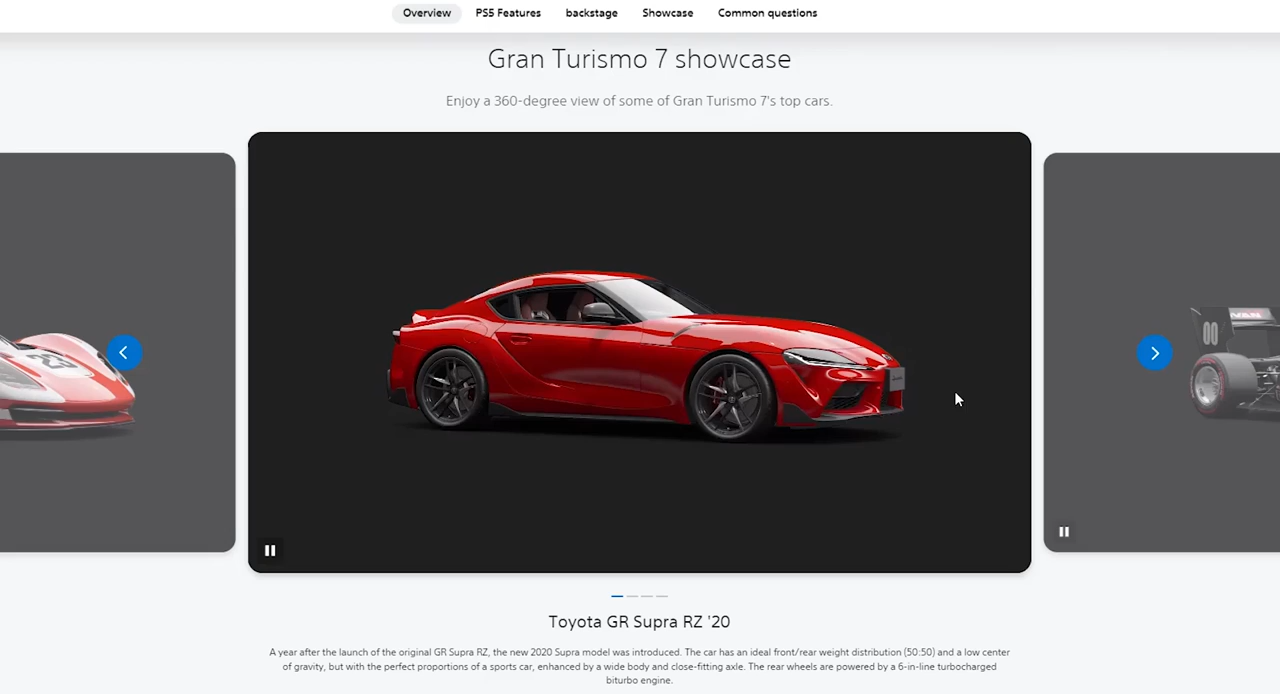 Overview PS5 Features backstage Showcase Common questions
Gran Turismo 7 showcase
Enjoy a 360-degree view of some of Gran Turismo 7's top cars.
23
00
Toyota GR Supra RZ '20
A year after the launch of the original GR Supra RZ, the new 2020 Supra model was introduced. The car has an ideal front/rear weight distribution (50:50) and a low center
of gravity, but with the perfect proportions of a sports car, enhanced by a wide body and close-fitting axle. The rear wheels are powered by a 6-in-line turbocharged
biturbo engine.